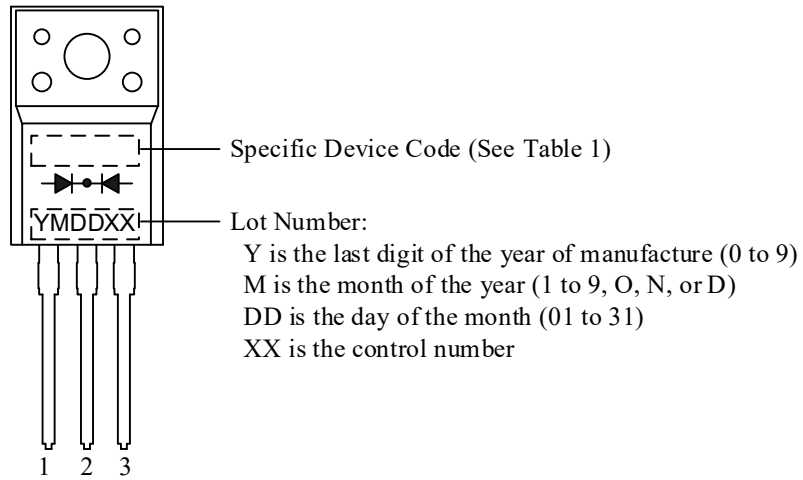 Specific Device Code (See Table 1)
YMDDXX
Lot Number:
Y is the last digit of the year of manufacture (0 to 9)
M is the month of the year (1 to 9, O, N, or D)
DD is the day of the month (01 to 31)
XX is the control number
1 2 3